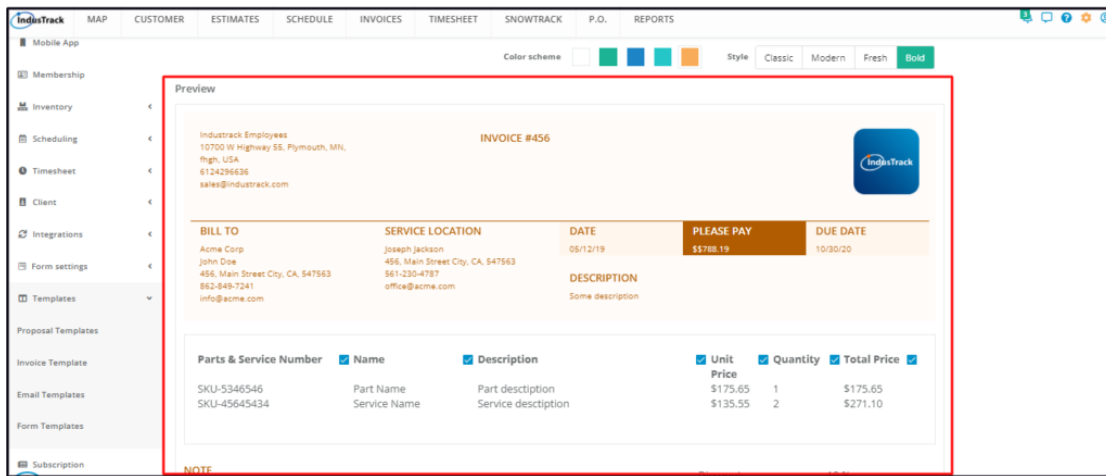 IndusTrack MAP CUSTOMER ESTIMATES SCHEDULE INVOICES TIMESHEET SNOWTRACK P.O. REPORTS
Mobile App
Membership
Inventory
Scheduling
Timesheet
Client
Integrations
Form settings
Templates
Proposal Templates
Invoice Template
Email Templates
Form Templates
Subscription
Color scheme
Style Classic Modern Fresh Bold
Preview
Industrack Employees
10700 W Highway 55, Plymouth, MN,
fhgh, USA
6124296636
sales@industrack.com
INVOICE #456
IndusTrack
BILL TO
Acme Corp
John Doe
456, Main Street City, CA, 547563
862-849-7241
info@acme.com
SERVICE LOCATION
Joseph Jackson
456, Main Street City, CA, 547563
561-230-4787
office@acme.com
DATE
05/12/19
PLEASE PAY
$$788.19
DUE DATE
10/30/20
DESCRIPTION
Some description
Parts & Service Number Name Description Unit Price Quantity Total Price
SKU-5346546 Part Name Part desctiption $175.65 1 $175.65
SKU-45645434 Service Name Service desctiption $135.55 2 $271.10
NOTE